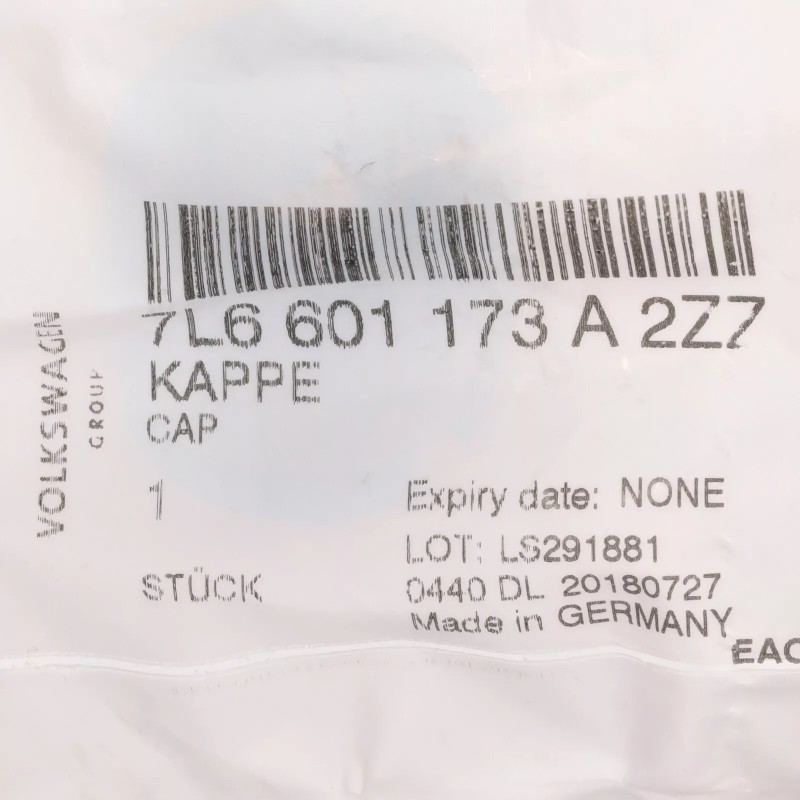 7L6 601 173 A 2ZZ
KAPPE
CAP
1
STÜCK
Expiry date: NONE
LOT: LS291881
0440 DL 20180727
Made in GERMANY
EAC
VOLKSWAGEN
GROUP